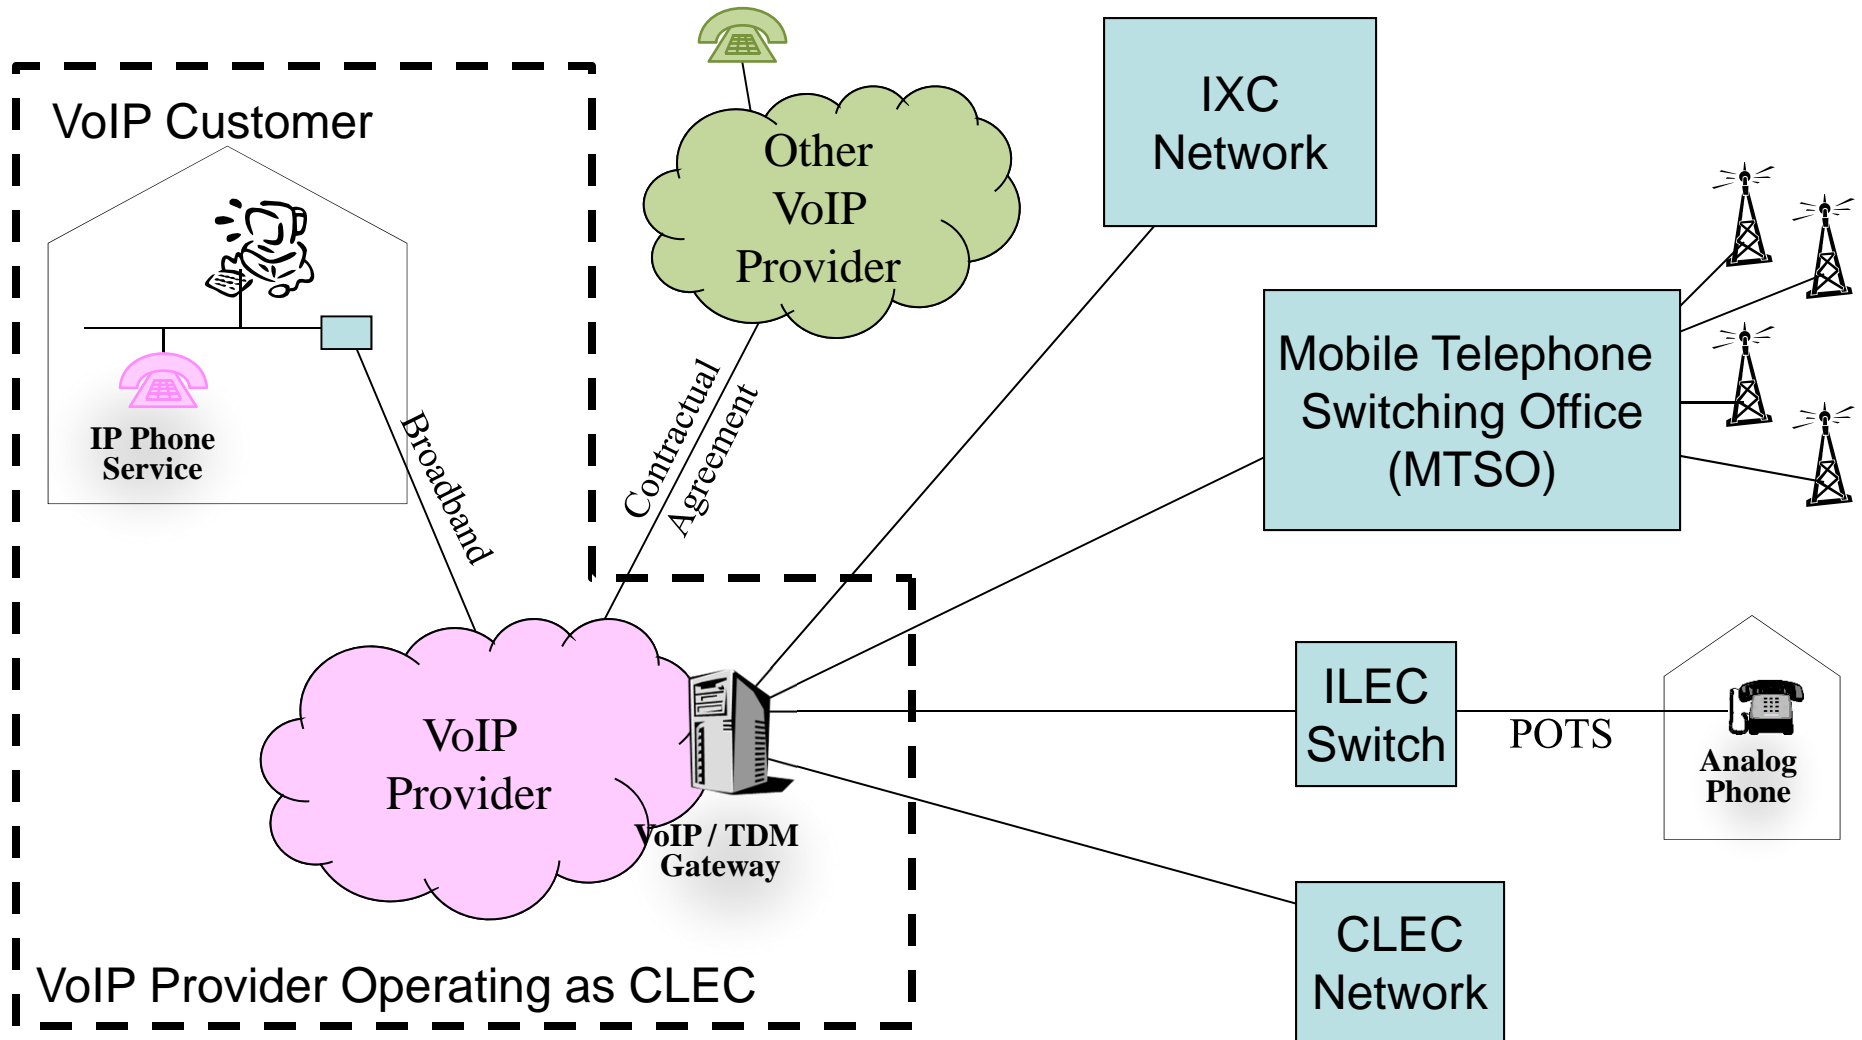 VoIP Customer
IP Phone
Service
Broadband
Other
VoIP
Provider
Contractual
Agreement
IXC
Network
Mobile Telephone
Switching Office
(MTSO)
VoIP
Provider
VoIP / TDM
Gateway
ILEC
Switch
POTS
Analog
Phone
CLEC
Network
VoIP Provider Operating as CLEC